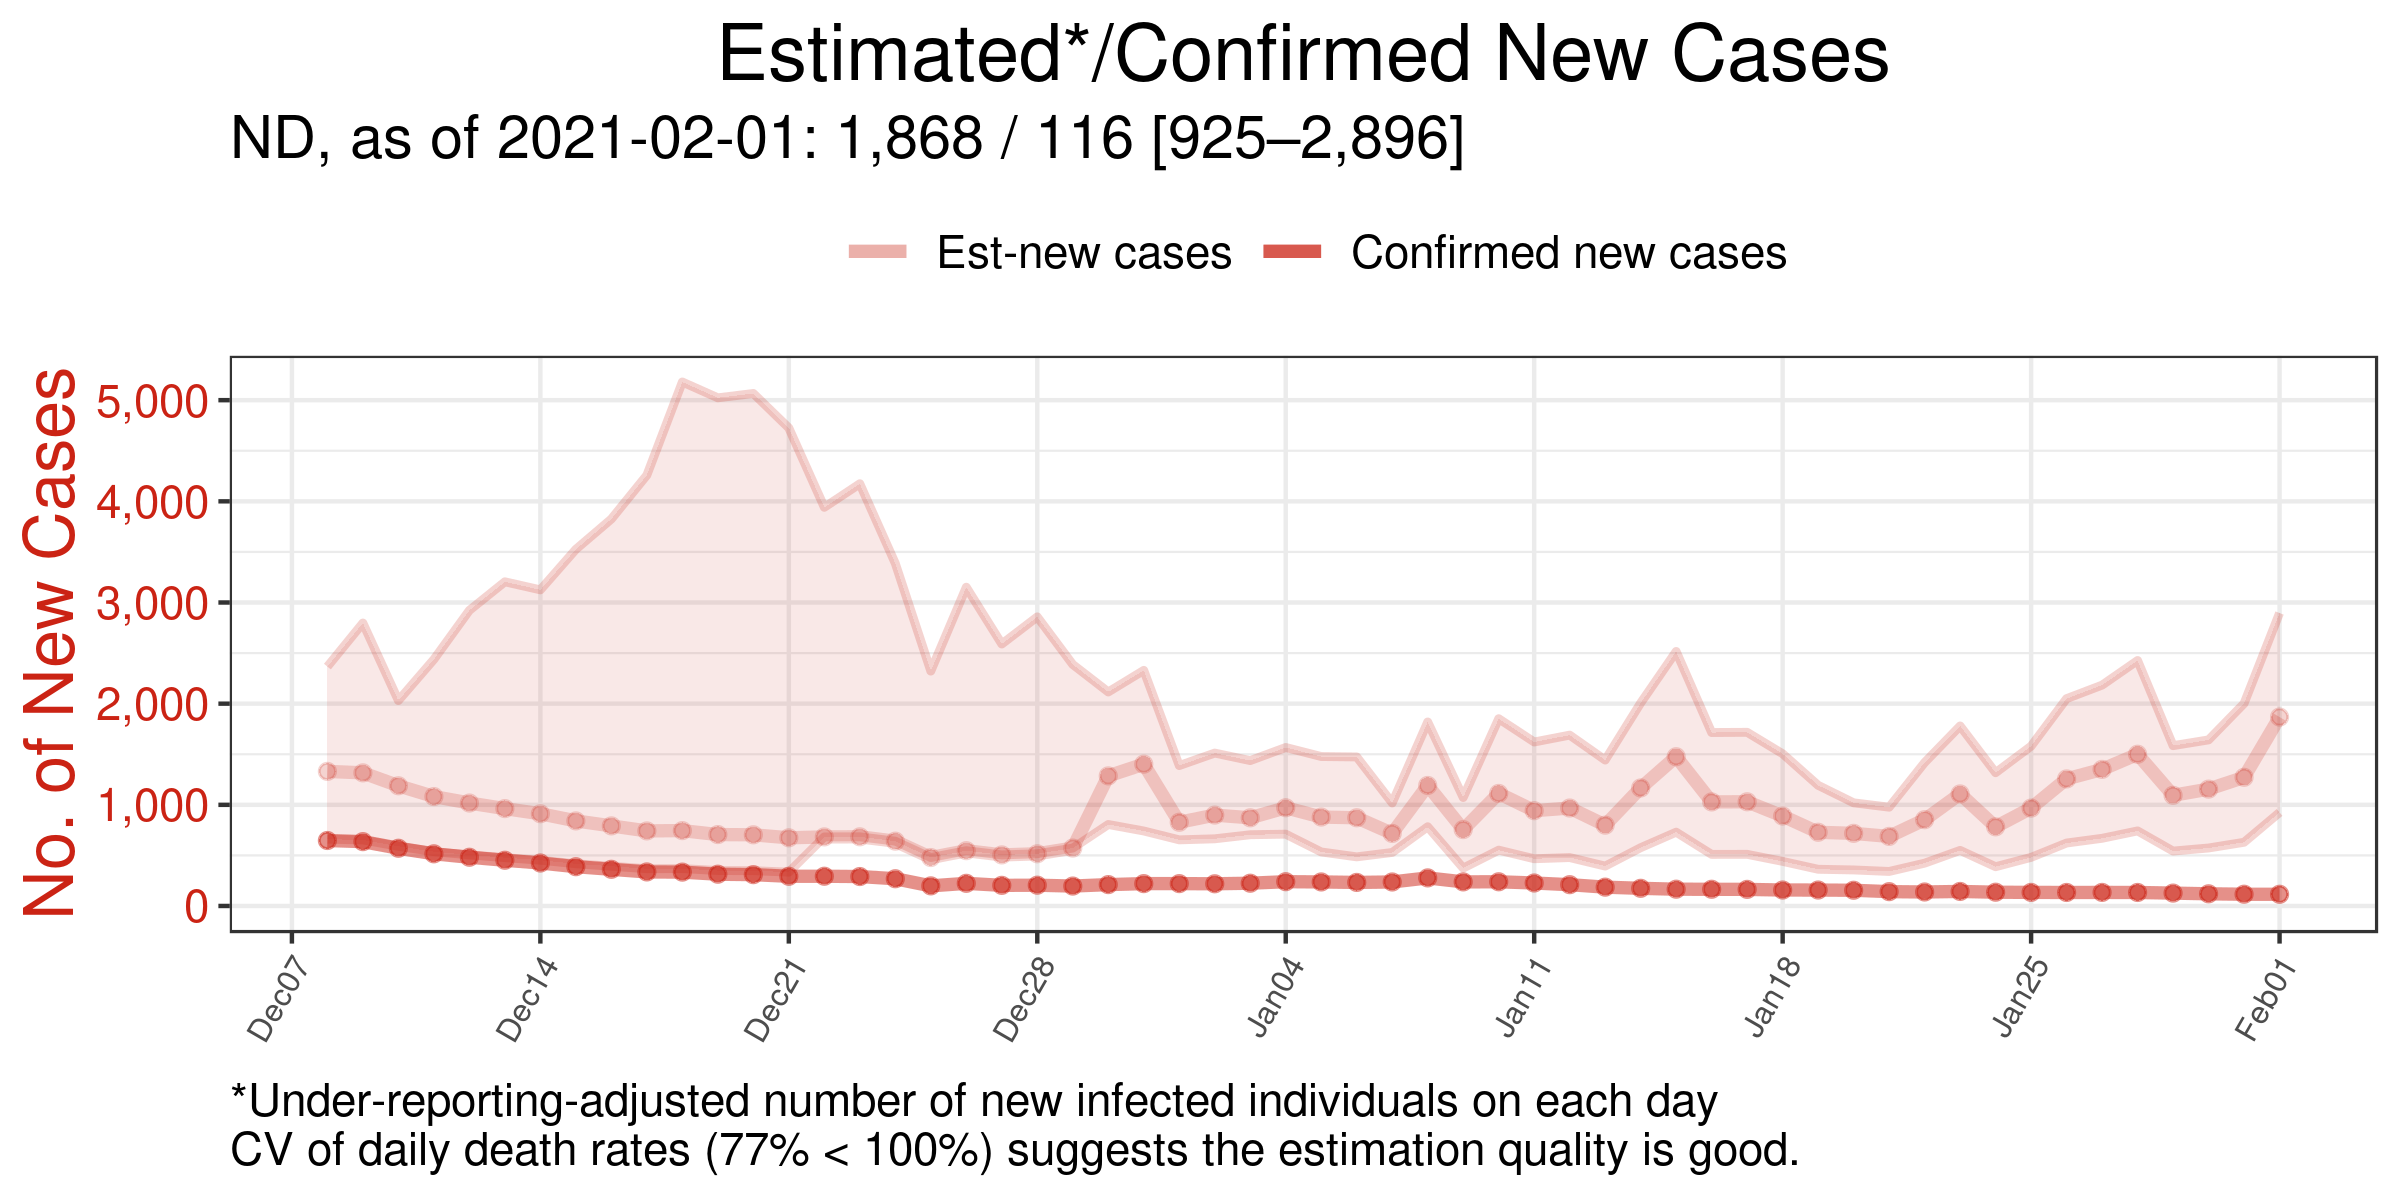 Estimated*/Confirmed New Cases
ND, as of 2021-02-01: 1,868 / 116 [925–2,896]
Est-new cases Confirmed new cases
No. of New Cases
5,000
4,000
3,000
2,000
1,000
0
Dec07 Dec14 Dec21 Dec28 Jan04 Jan11 Jan18 Jan25 Feb01
*Under-reporting-adjusted number of new infected individuals on each day
CV of daily death rates (77% < 100%) suggests the estimation quality is good.